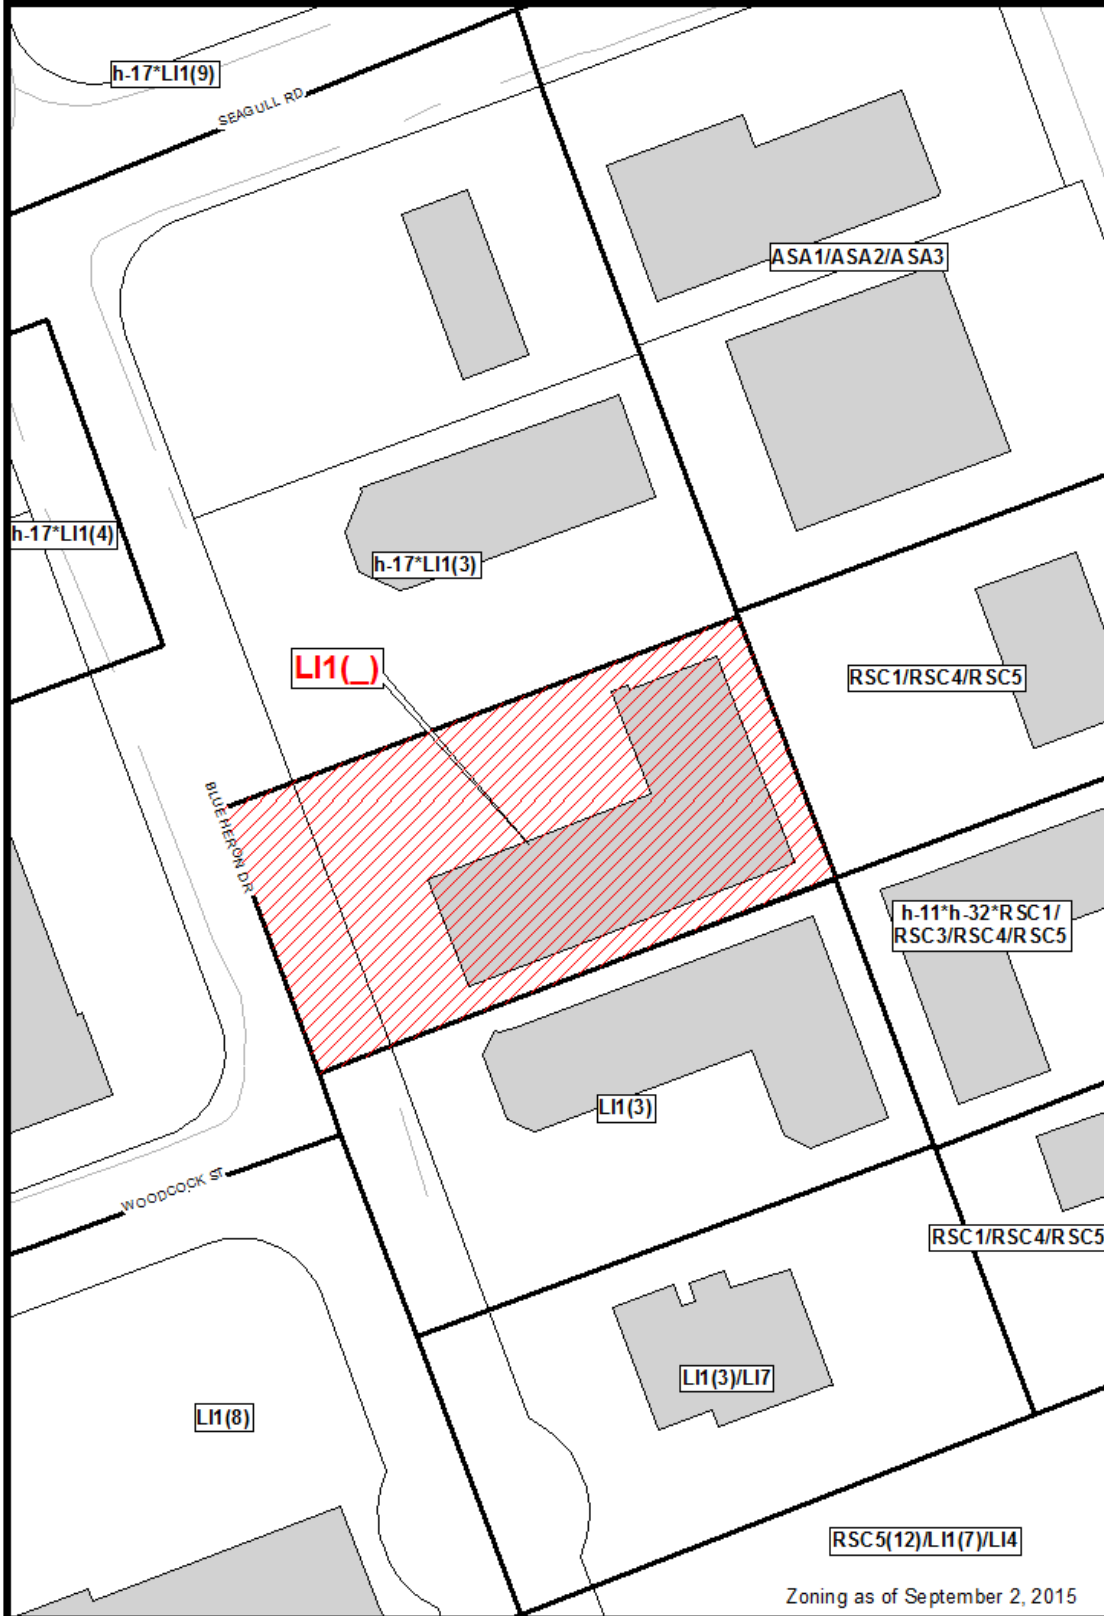 h-17*LI1(9)
SEAGULL RD
ASA1/ASA2/ASA3
h-17*LI1(4)
h-17*LI1(3)
LI1(_)
RSC1/RSC4/RSC5
BLUE HERON DR
h-11*h-32*RSC1/
RSC3/RSC4/RSC5
LI1(3)
WOODCOCK ST
RSC1/RSC4/RSC5
LI1(3)/LI7
LI1(8)
RSC5(12)/LI1(7)/LI4
Zoning as of September 2, 2015